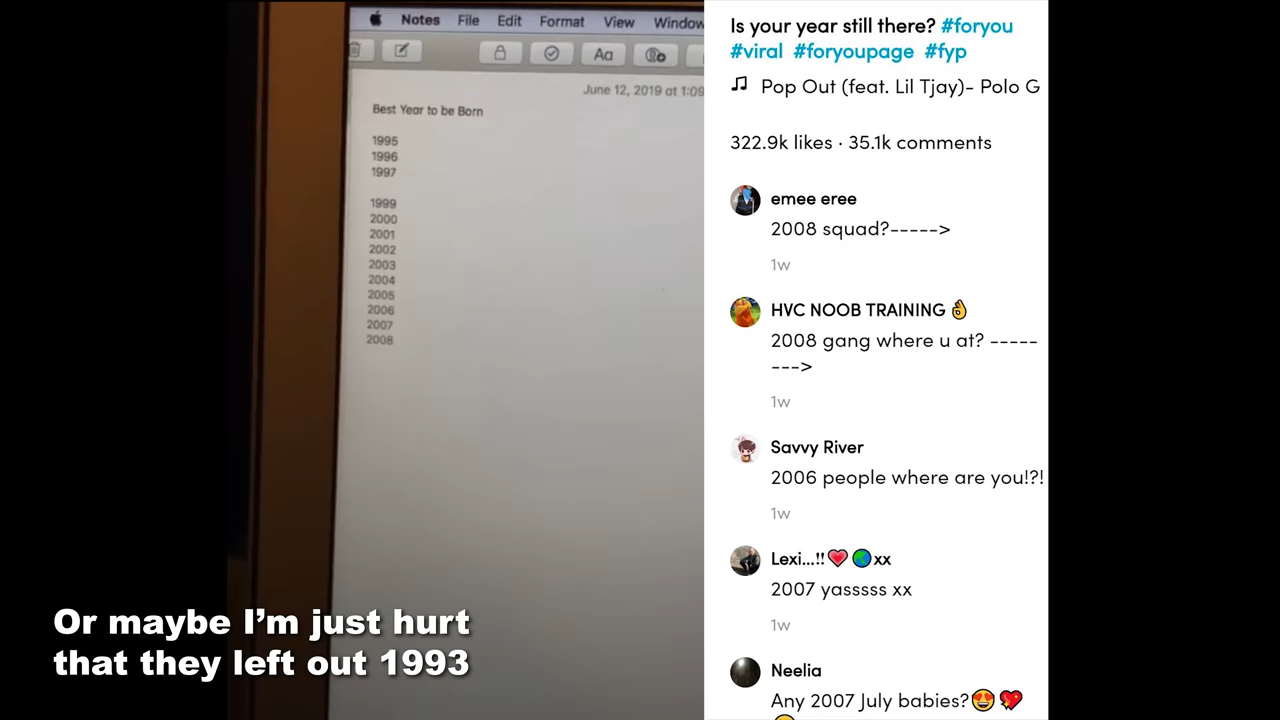 Notes File Edit Format View Window
Aa
June 12, 2019 at 1:09
Best Year to be Born
1995
1996
1997
1999
2000
2001
2002
2003
2004
2005
2006
2007
2008
Or maybe I’m just hurt
that they left out 1993
Is your year still there? #foryou
#viral #foryoupage #fyp
Pop Out (feat. Lil Tjay)- Polo G
322.9k likes · 35.1k comments
emee eree
2008 squad?----->
1w
HVC NOOB TRAINING 👌
2008 gang where u at? -----
--->
1w
Savvy River
2006 people where are you!?!
1w
Lexi...!!💗🌍xx
2007 yasssss xx
1w
Neelia
Any 2007 July babies?😍💖